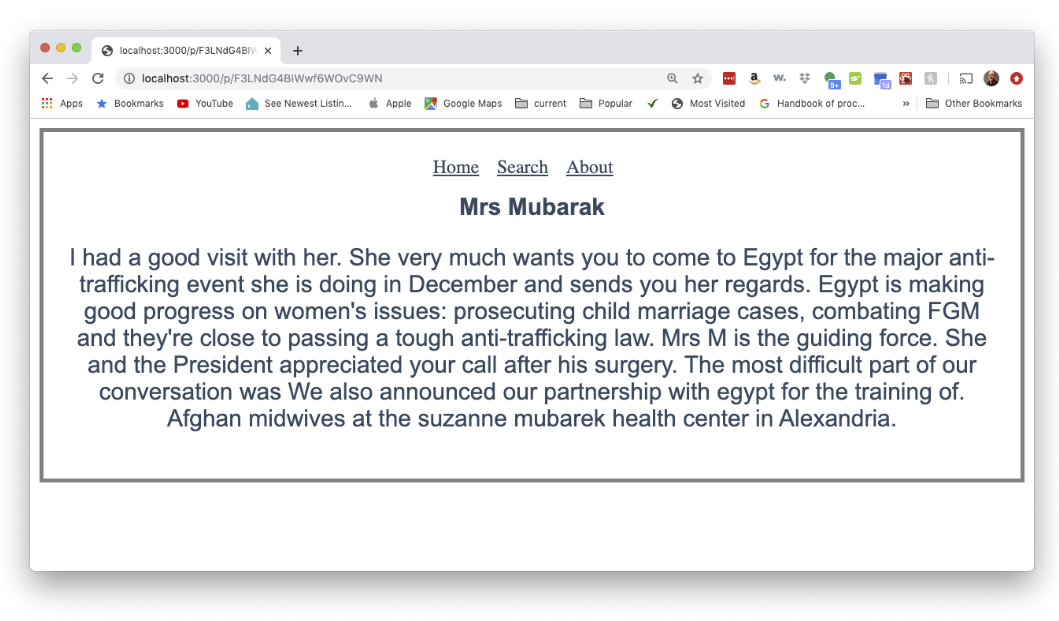 localhost:3000/p/F3LNdG4BIW
localhost:3000/p/F3LNdG4BIWwf6WOvC9WN
a w. 9+ 1d
Apps Bookmarks YouTube See Newest Listin... Apple Google Maps current Popular Most Visited Handbook of proc... » Other Bookmarks
Home Search About
Mrs Mubarak
I had a good visit with her. She very much wants you to come to Egypt for the major anti-
trafficking event she is doing in December and sends you her regards. Egypt is making
good progress on women's issues: prosecuting child marriage cases, combating FGM
and they're close to passing a tough anti-trafficking law. Mrs M is the guiding force. She
and the President appreciated your call after his surgery. The most difficult part of our
conversation was We also announced our partnership with egypt for the training of.
Afghan midwives at the suzanne mubarek health center in Alexandria.